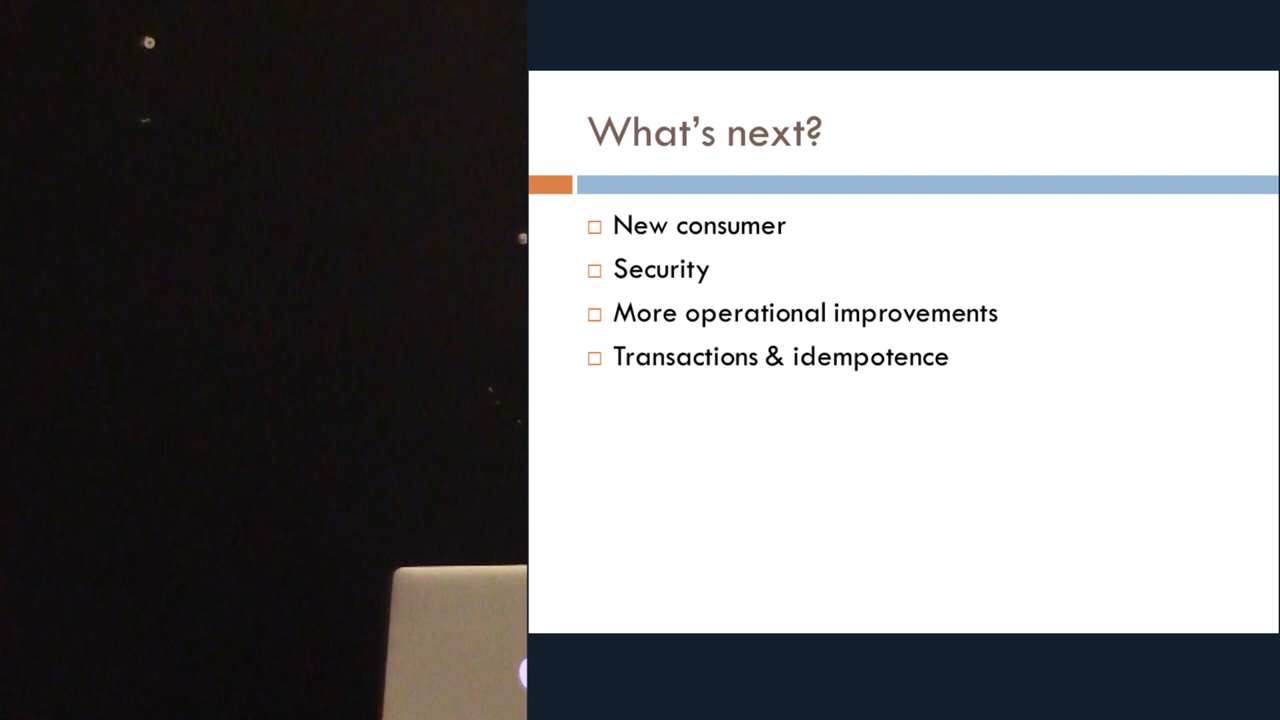 What's next?
New consumer
Security
More operational improvements
Transactions & idempotence